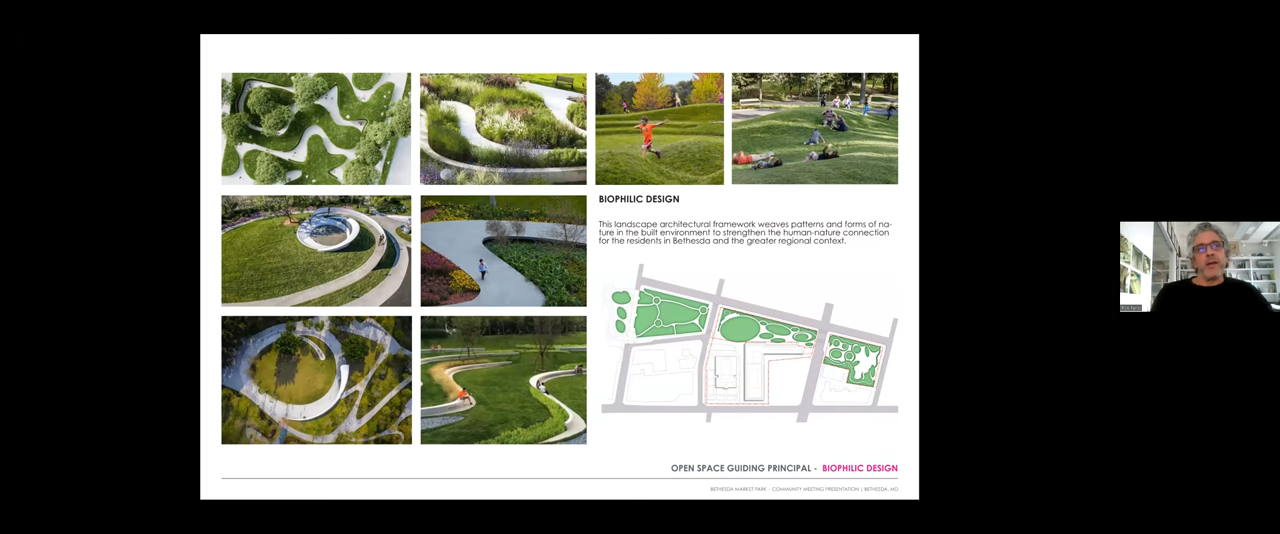 BIOPHILIC DESIGN
This landscape architectural framework weaves patterns and forms of na-
ture in the built environment to strengthen the human-nature connection
for the residents in Bethesda and the greater regional context.
OPEN SPACE GUIDING PRINCIPAL - BIOPHILIC DESIGN
BETHESDA MARKET PARK - COMMUNITY MEETING PRESENTATION | BETHESDA, MD